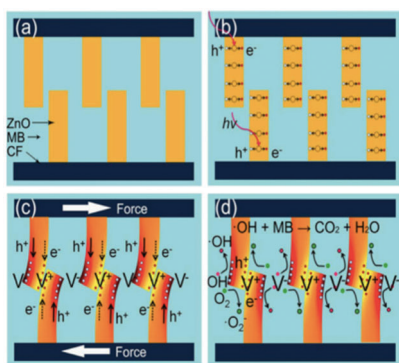 (a)
ZnO
MB
CF
(b)
h⁺ e⁻
hν
h⁺ e⁻
(c)
Force
h⁺ e⁻ h⁺ e⁻ h⁺ e⁻
V⁻ V⁺ V⁻ V⁺ V⁻ V⁺ V⁻
e⁻ h⁺ e⁻ h⁺ e⁻ h⁺
Force
(d)
·OH + MB → CO₂ + H₂O
·OH
h⁺
OH⁻ V⁺ V⁻ V⁺ V⁻ V⁺ V⁻
O₂ e⁻
·O₂⁻